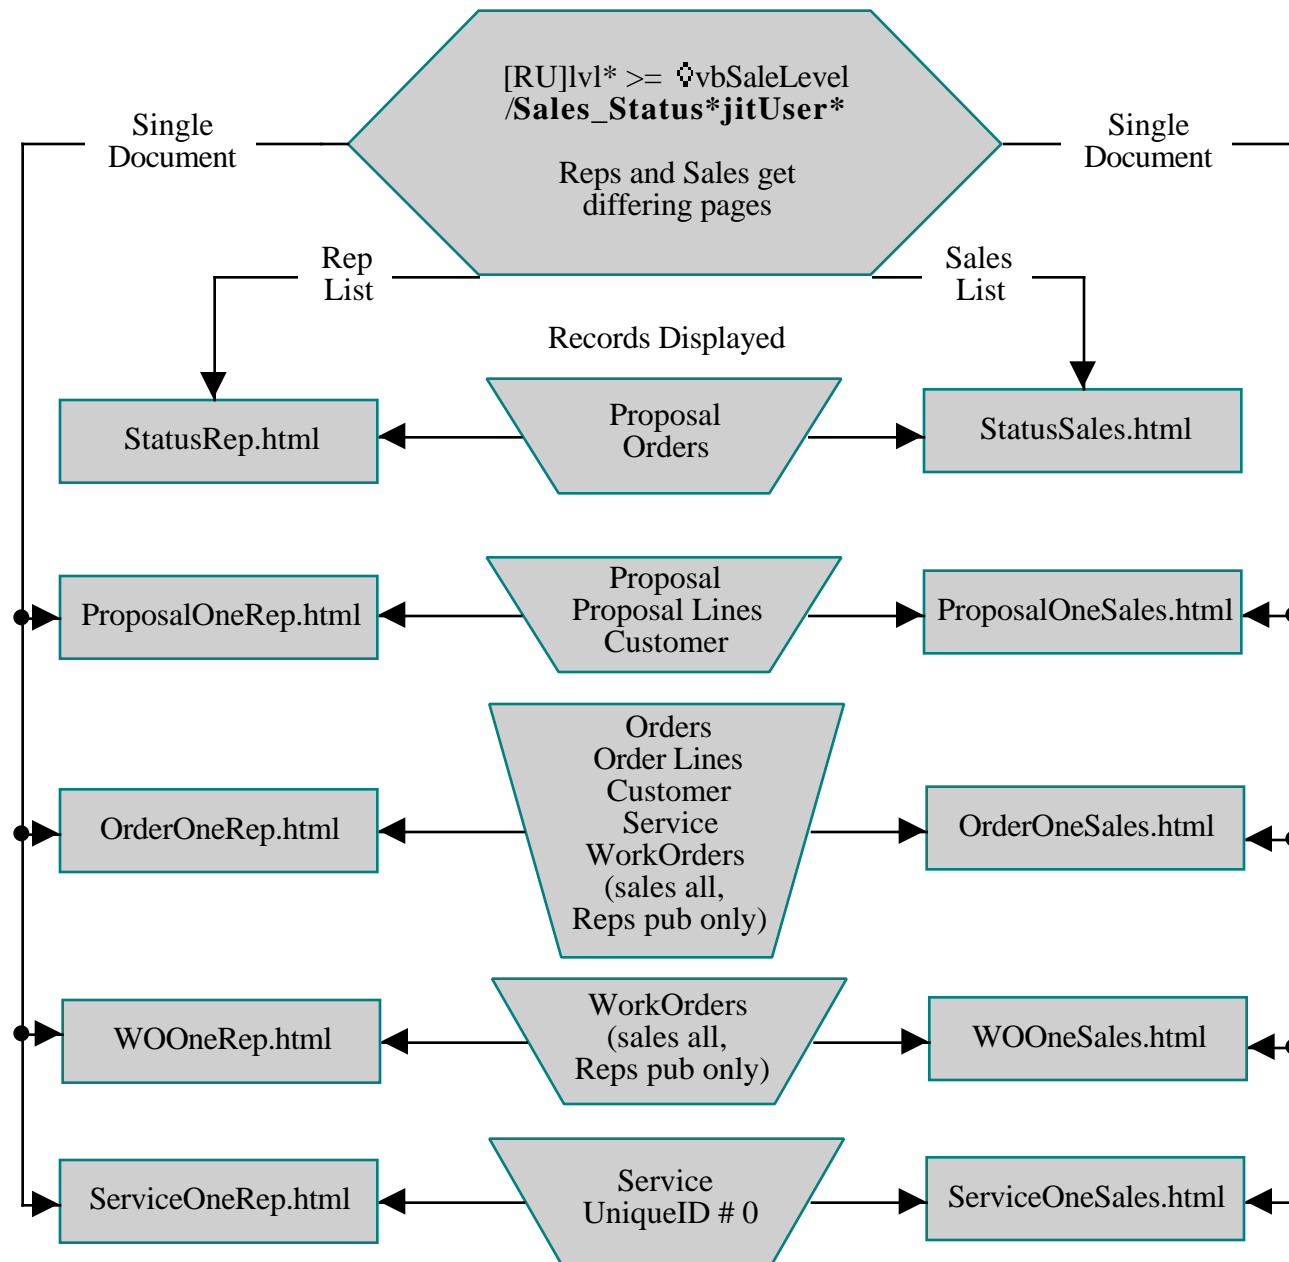 [RU]lvl* >= ◊vbSaleLevel
/Sales_Status*jitUser*
Reps and Sales get
differing pages
Single
Document
Single
Document
Rep
List
Sales
List
Records Displayed
StatusRep.html
Proposal
Orders
StatusSales.html
ProposalOneRep.html
Proposal
Proposal Lines
Customer
ProposalOneSales.html
OrderOneRep.html
Orders
Order Lines
Customer
Service
WorkOrders
(sales all,
Reps pub only)
OrderOneSales.html
WOOneRep.html
WorkOrders
(sales all,
Reps pub only)
WOOneSales.html
ServiceOneRep.html
Service
UniqueID # 0
ServiceOneSales.html